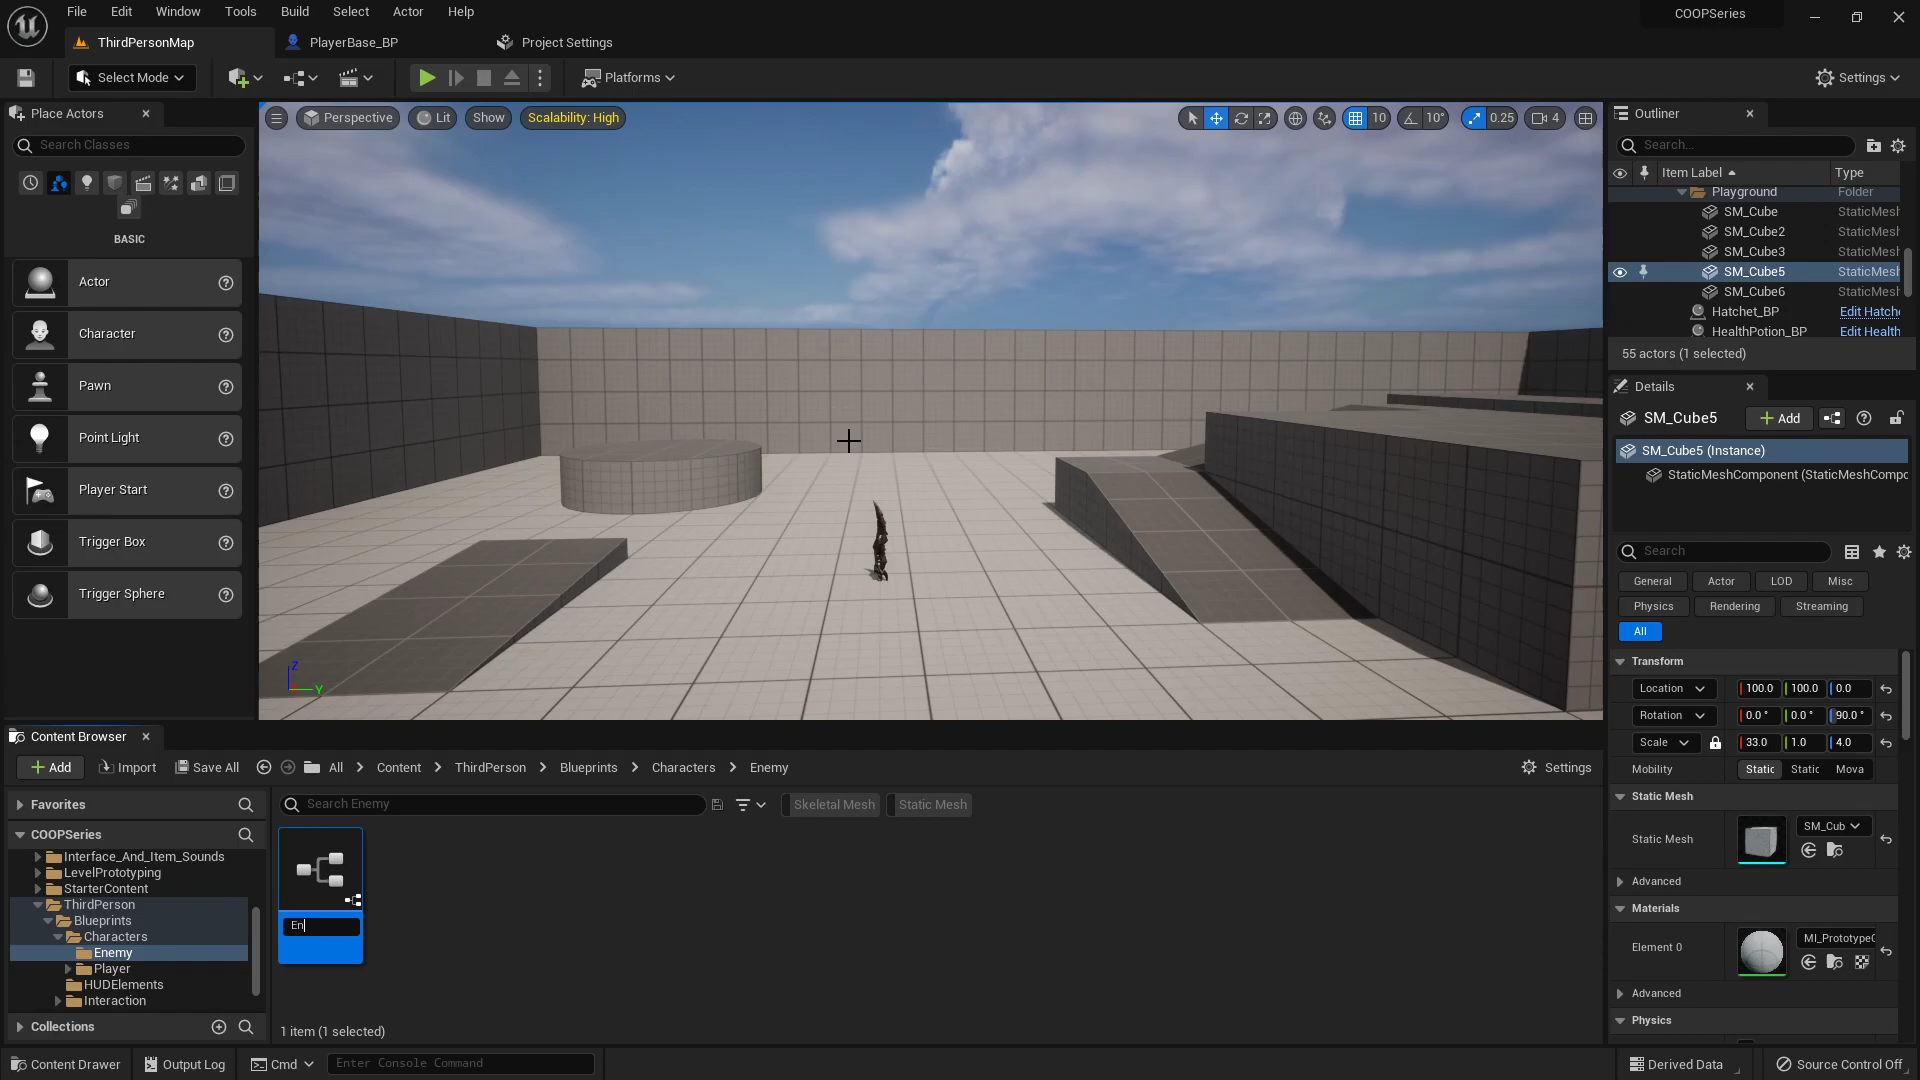 File Edit Window Tools Build Select Actor Help COOPSeries
ThirdPersonMap PlayerBase_BP Project Settings
Select Mode Platforms Settings
Place Actors
Search Classes
BASIC
Actor
Character
Pawn
Point Light
Player Start
Trigger Box
Trigger Sphere
Perspective Lit Show Scalability: High 10 10° 0.25 4
Z
Y
Outliner
Search...
Item Label Type
Playground Folder
SM_Cube StaticMesh
SM_Cube2 StaticMesh
SM_Cube3 StaticMesh
SM_Cube5 StaticMesh
SM_Cube6 StaticMesh
Hatchet_BP Edit Hatch
HealthPotion_BP Edit Health
55 actors (1 selected)
Details
SM_Cube5 Add
SM_Cube5 (Instance)
StaticMeshComponent (StaticMeshCompo
Search
General Actor LOD Misc
Physics Rendering Streaming
All
Transform
Location 100.0 100.0 0.0
Rotation 0.0 ° 0.0 ° 90.0 °
Scale 33.0 1.0 4.0
Mobility Static Static Mova
Static Mesh
Static Mesh SM_Cub
Advanced
Materials
Element 0 MI_Prototype
Advanced
Physics
Content Browser
Add Import Save All All Content ThirdPerson Blueprints Characters Enemy Settings
Favorites
Search Enemy Skeletal Mesh Static Mesh
COOPSeries
Interface_And_Item_Sounds
LevelPrototyping
StarterContent
ThirdPerson
Blueprints
Characters
Enemy
Player
HUDElements
Interaction
Collections
En
1 item (1 selected)
Content Drawer Output Log Cmd Enter Console Command Derived Data Source Control Off